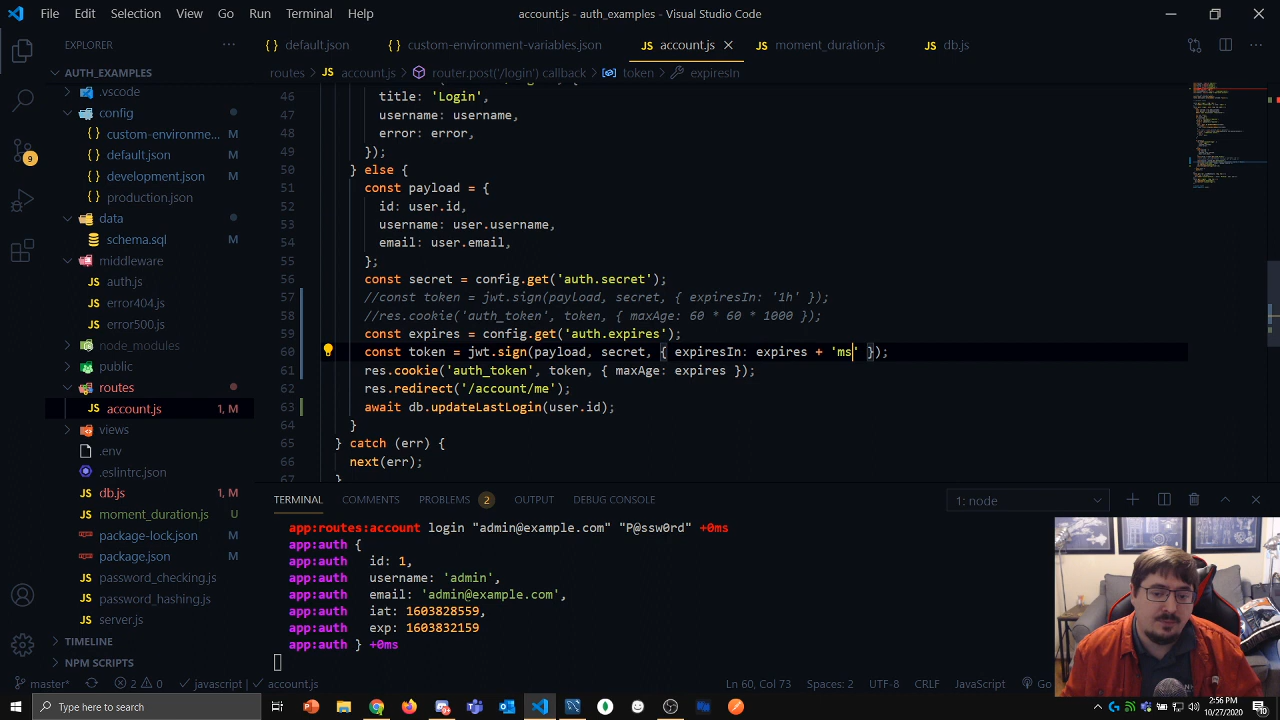 File Edit Selection View Go Run Terminal Help
account.js - auth_examples - Visual Studio Code
EXPLORER
default.json
custom-environment-variables.json
account.js
moment_duration.js
db.js
AUTH_EXAMPLES
routes > account.js > router.post('/login') callback > token > expiresIn
.vscode
config
custom-environme... M
default.json M
development.json M
production.json M
data
schema.sql M
middleware
auth.js
error404.js
error500.js
node_modules
public
routes
account.js 1, M
views
.env
.eslintrc.json
db.js 1, M
moment_duration.js U
package-lock.json M
package.json M
password_checking.js
password_hashing.js
server.js
TIMELINE
NPM SCRIPTS
9
46 title: 'Login',
47 username: username,
48 error: error,
49 });
50 } else {
51 const payload = {
52 id: user.id,
53 username: user.username,
54 email: user.email,
55 };
56 const secret = config.get('auth.secret');
57 //const token = jwt.sign(payload, secret, { expiresIn: '1h' });
58 //res.cookie('auth_token', token, { maxAge: 60 * 60 * 1000 });
59 const expires = config.get('auth.expires');
60 const token = jwt.sign(payload, secret, { expiresIn: expires + 'ms' });
61 res.cookie('auth_token', token, { maxAge: expires });
62 res.redirect('/account/me');
63 await db.updateLastLogin(user.id);
64 }
65 } catch (err) {
66 next(err);
67 }
TERMINAL COMMENTS PROBLEMS 2 OUTPUT DEBUG CONSOLE
1: node
app:routes:account login "admin@example.com" "P@ssw0rd" +0ms
app:auth {
app:auth id: 1,
app:auth username: 'admin',
app:auth email: 'admin@example.com',
app:auth iat: 1603828559,
app:auth exp: 1603832159
app:auth } +0ms
master* 2 0 javascript | account.js
Ln 60, Col 73 Spaces: 2 UTF-8 CRLF JavaScript Go
Type here to search
2:56 PM
10/27/2020